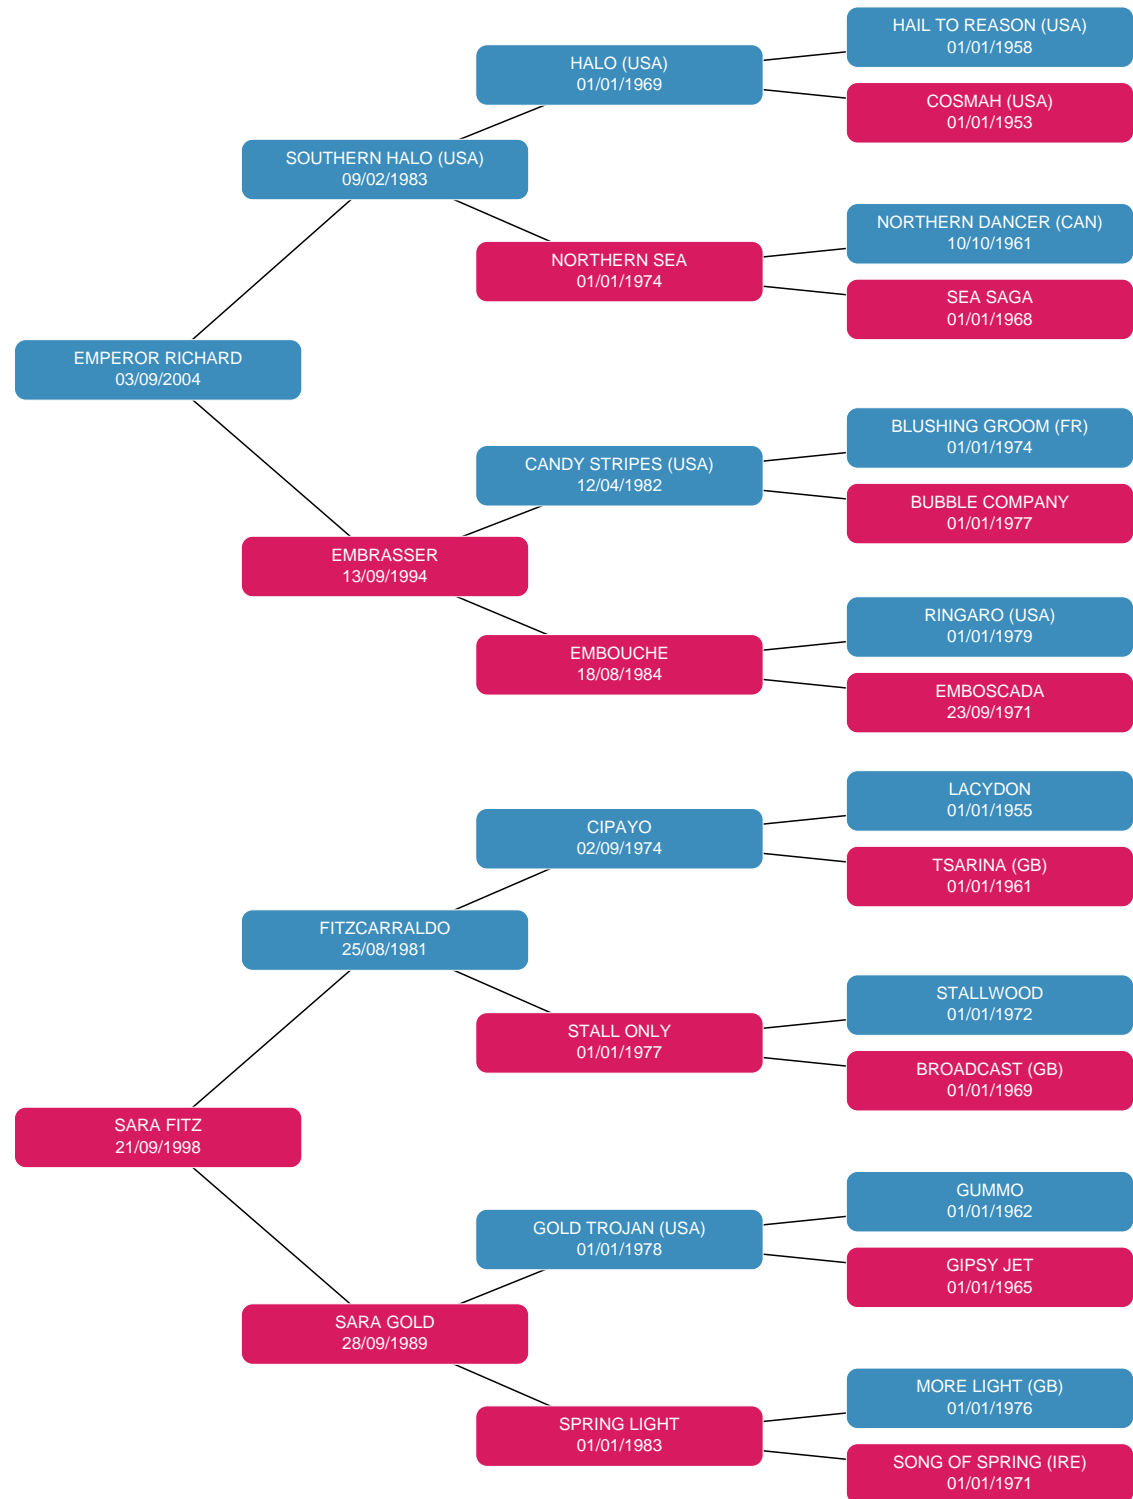 HAIL TO REASON (USA)
01/01/1958
HALO (USA)
01/01/1969
COSMAH (USA)
01/01/1953
SOUTHERN HALO (USA)
09/02/1983
NORTHERN DANCER (CAN)
10/10/1961
NORTHERN SEA
01/01/1974
SEA SAGA
01/01/1968
EMPEROR RICHARD
03/09/2004
BLUSHING GROOM (FR)
01/01/1974
CANDY STRIPES (USA)
12/04/1982
BUBBLE COMPANY
01/01/1977
EMBRASSER
13/09/1994
RINGARO (USA)
01/01/1979
EMBOUCHE
18/08/1984
EMBOSCADA
23/09/1971
LACYDON
01/01/1955
CIPAYO
02/09/1974
TSARINA (GB)
01/01/1961
FITZCARRALDO
25/08/1981
STALLWOOD
01/01/1972
STALL ONLY
01/01/1977
BROADCAST (GB)
01/01/1969
SARA FITZ
21/09/1998
GUMMO
01/01/1962
GOLD TROJAN (USA)
01/01/1978
GIPSY JET
01/01/1965
SARA GOLD
28/09/1989
MORE LIGHT (GB)
01/01/1976
SPRING LIGHT
01/01/1983
SONG OF SPRING (IRE)
01/01/1971